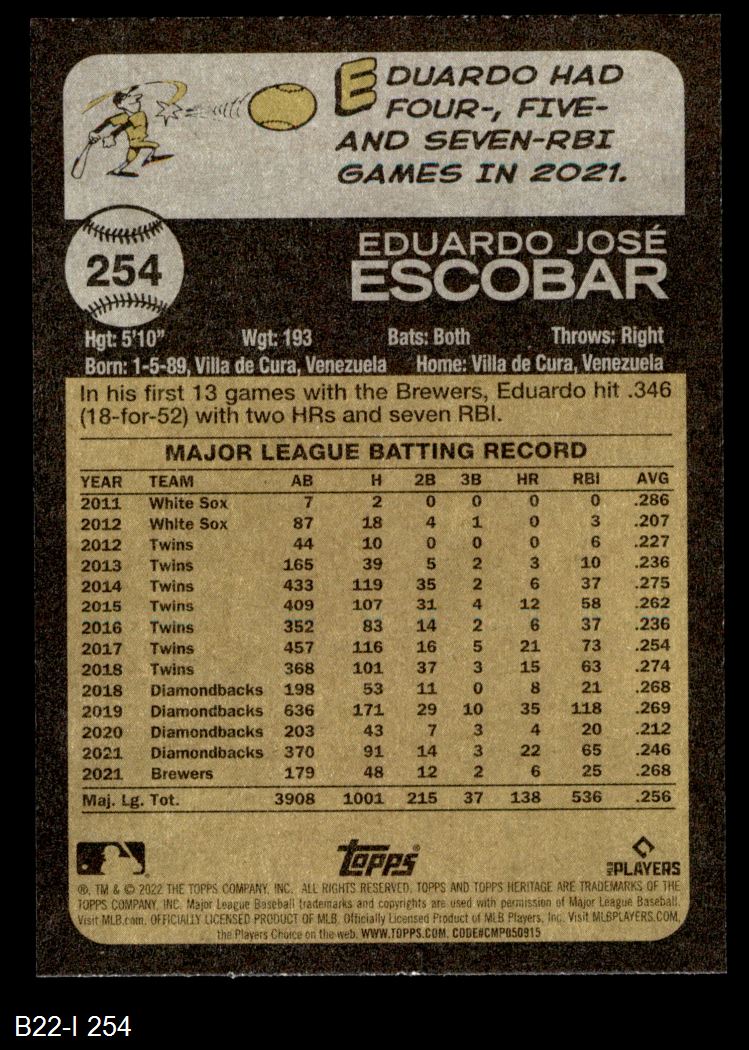 EDUARDO HAD
FOUR-, FIVE-
AND SEVEN-RBI
GAMES IN 2021.
254
EDUARDO JOSÉ
ESCOBAR
Hgt: 5'10" Wgt: 193 Bats: Both Throws: Right
Born: 1-5-89, Villa de Cura, Venezuela Home: Villa de Cura, Venezuela
In his first 13 games with the Brewers, Eduardo hit .346
(18-for-52) with two HRs and seven RBI.
MAJOR LEAGUE BATTING RECORD
YEAR TEAM AB H 2B 3B HR RBI AVG
2011 White Sox 7 2 0 0 0 0 .286
2012 White Sox 87 18 4 1 0 3 .207
2012 Twins 44 10 0 0 0 6 .227
2013 Twins 165 39 5 2 3 10 .236
2014 Twins 433 119 35 2 6 37 .275
2015 Twins 409 107 31 4 12 58 .262
2016 Twins 352 83 14 2 6 37 .236
2017 Twins 457 116 16 5 21 73 .254
2018 Twins 368 101 37 3 15 63 .274
2018 Diamondbacks 198 53 11 0 8 21 .268
2019 Diamondbacks 636 171 29 10 35 118 .269
2020 Diamondbacks 203 43 7 3 4 20 .212
2021 Diamondbacks 370 91 14 3 22 65 .246
2021 Brewers 179 48 12 2 6 25 .268
Maj. Lg. Tot. 3908 1001 215 37 138 536 .256
topps
MLB PLAYERS
®, TM & © 2022 THE TOPPS COMPANY, INC. ALL RIGHTS RESERVED. TOPPS AND TOPPS HERITAGE ARE TRADEMARKS OF THE
TOPPS COMPANY, INC. Major League Baseball trademarks and copyrights are used with permission of Major League Baseball.
Visit MLB.com. OFFICIALLY LICENSED PRODUCT OF MLB. Officially Licensed Product of MLB Players, Inc. Visit MLBPLAYERS.COM,
the Players Choice on the web. WWW.TOPPS.COM. CODE#CMP050915
B22-I 254